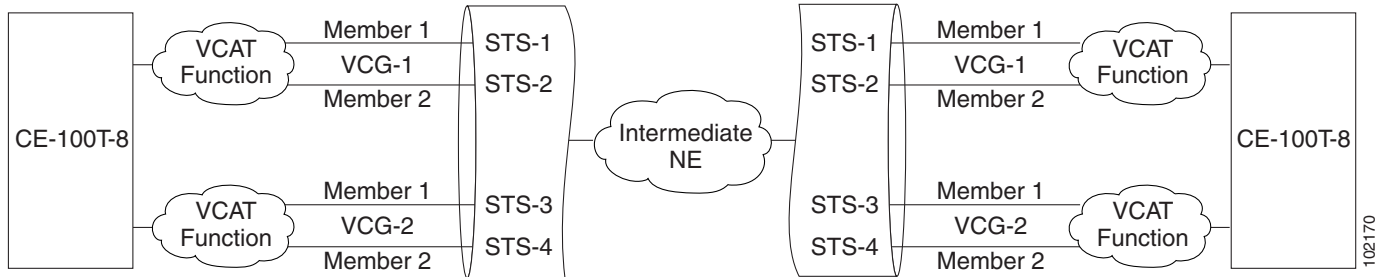 CE-100T-8
VCAT
Function
Member 1
VCG-1
Member 2
STS-1
STS-2
VCAT
Function
Member 1
VCG-2
Member 2
STS-3
STS-4
Intermediate
NE
STS-1
STS-2
Member 1
VCG-1
Member 2
VCAT
Function
STS-3
STS-4
Member 1
VCG-2
Member 2
VCAT
Function
CE-100T-8
102170